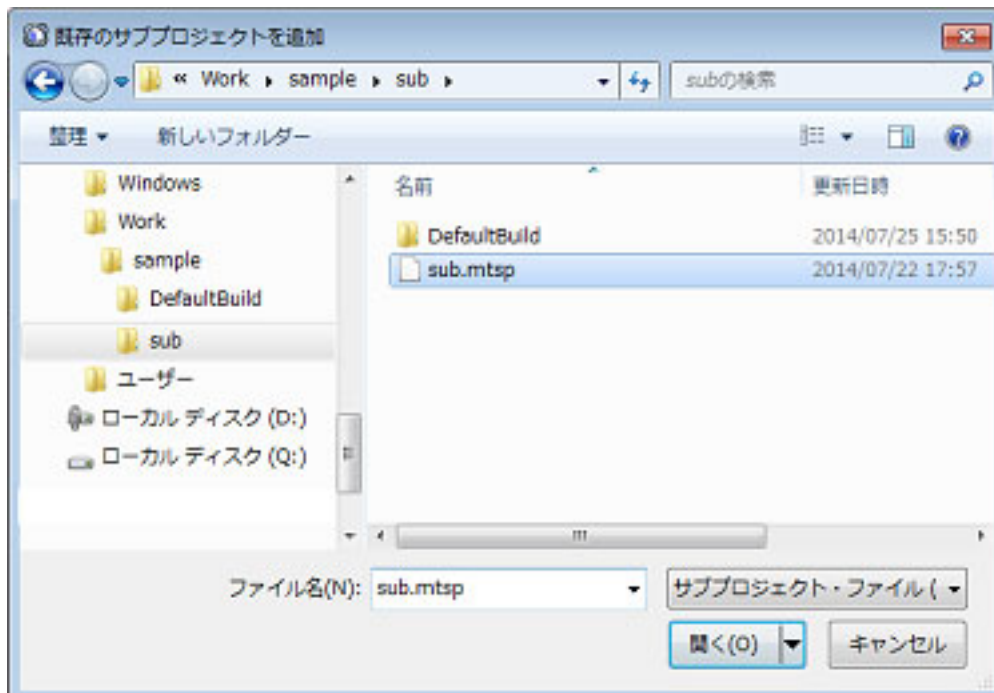 既存のサブプロジェクトを追加
« Work sample sub subの検索
整理 新しいフォルダー
Windows
Work
sample
DefaultBuild
sub
ユーザー
ローカル ディスク (D:)
ローカル ディスク (Q:)
名前 更新日時
DefaultBuild 2014/07/25 15:50
sub.mtsp 2014/07/22 17:57
ファイル名(N): sub.mtsp サブプロジェクト・ファイル (
開く(O) キャンセル